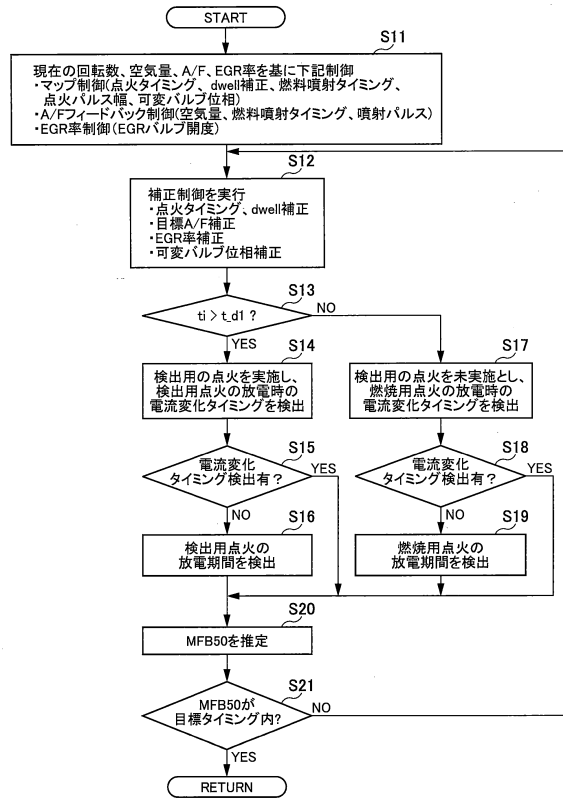 START
S11
現在の回転数、空気量、A/F、EGR率を基に下記制御
・マップ制御(点火タイミング、dwell補正、燃料噴射タイミング、
点火パルス幅、可変バルブ位相)
・A/Fフィードバック制御(空気量、燃料噴射タイミング、噴射パルス)
・EGR率制御(EGRバルブ開度)
S12
補正制御を実行
・点火タイミング、dwell補正
・目標A/F補正
・EGR率補正
・可変バルブ位相補正
S13
ti > t_d1 ?
NO
YES
S14
検出用の点火を実施し、
検出用点火の放電時の
電流変化タイミングを検出
S17
検出用の点火を未実施とし、
燃焼用点火の放電時の
電流変化タイミングを検出
S15
電流変化
タイミング検出有?
YES
NO
S18
電流変化
タイミング検出有?
YES
NO
S16
検出用点火の
放電期間を検出
S19
燃焼用点火の
放電期間を検出
S20
MFB50を推定
S21
MFB50が
目標タイミング内?
NO
YES
RETURN